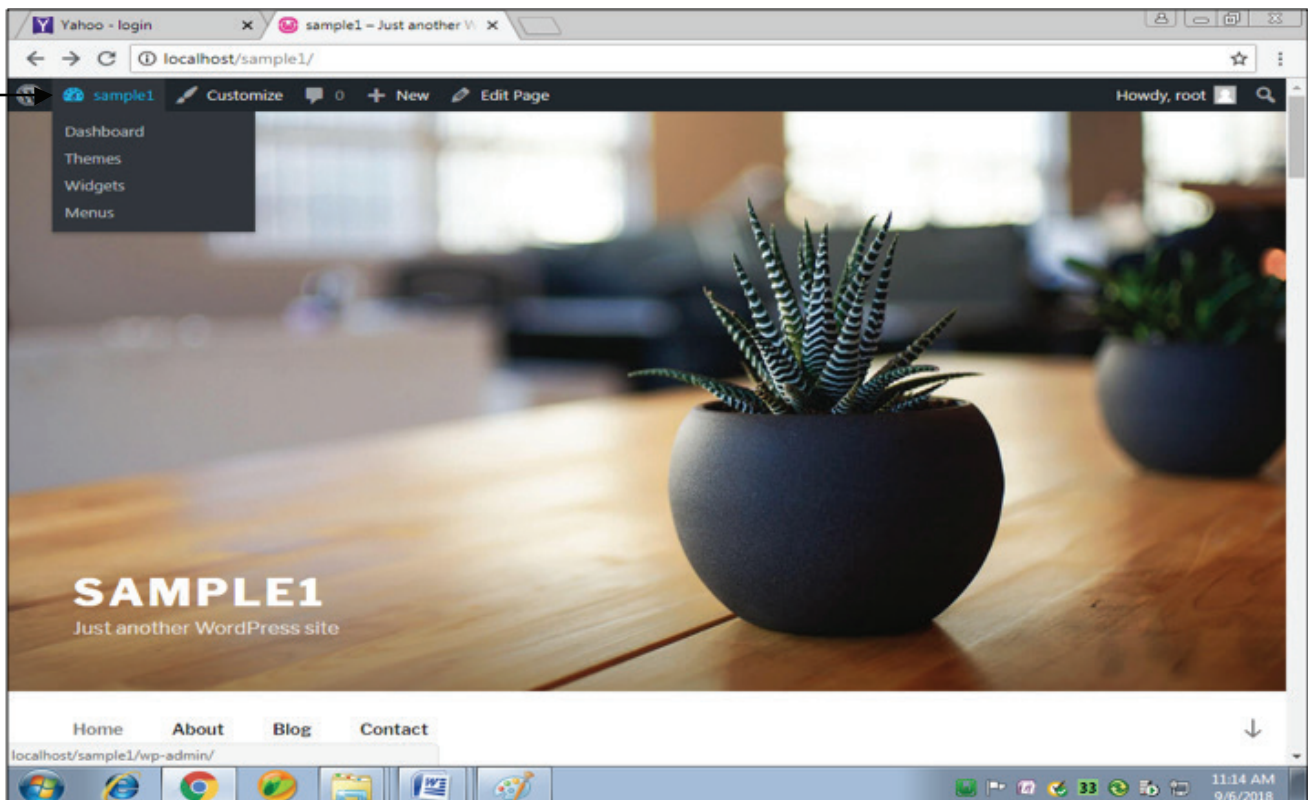 Yahoo - login
sample1 – Just another W
localhost/sample1/
sample1 Customize 0 + New Edit Page Howdy, root
Dashboard
Themes
Widgets
Menus
SAMPLE1
Just another WordPress site
Home About Blog Contact
localhost/sample1/wp-admin/
33 11:14 AM
9/6/2018